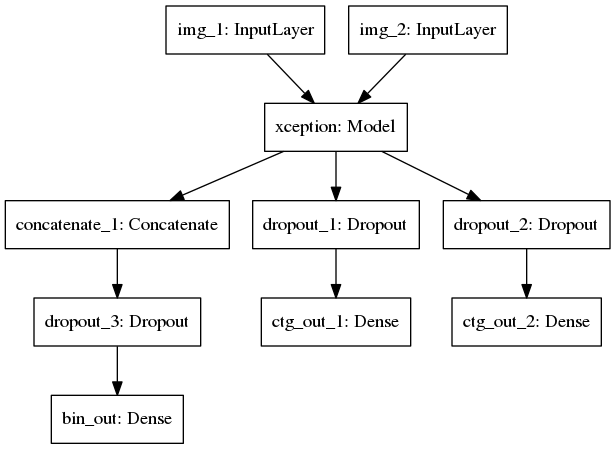 img_1: InputLayer
img_2: InputLayer
xception: Model
concatenate_1: Concatenate
dropout_1: Dropout
dropout_2: Dropout
dropout_3: Dropout
ctg_out_1: Dense
ctg_out_2: Dense
bin_out: Dense